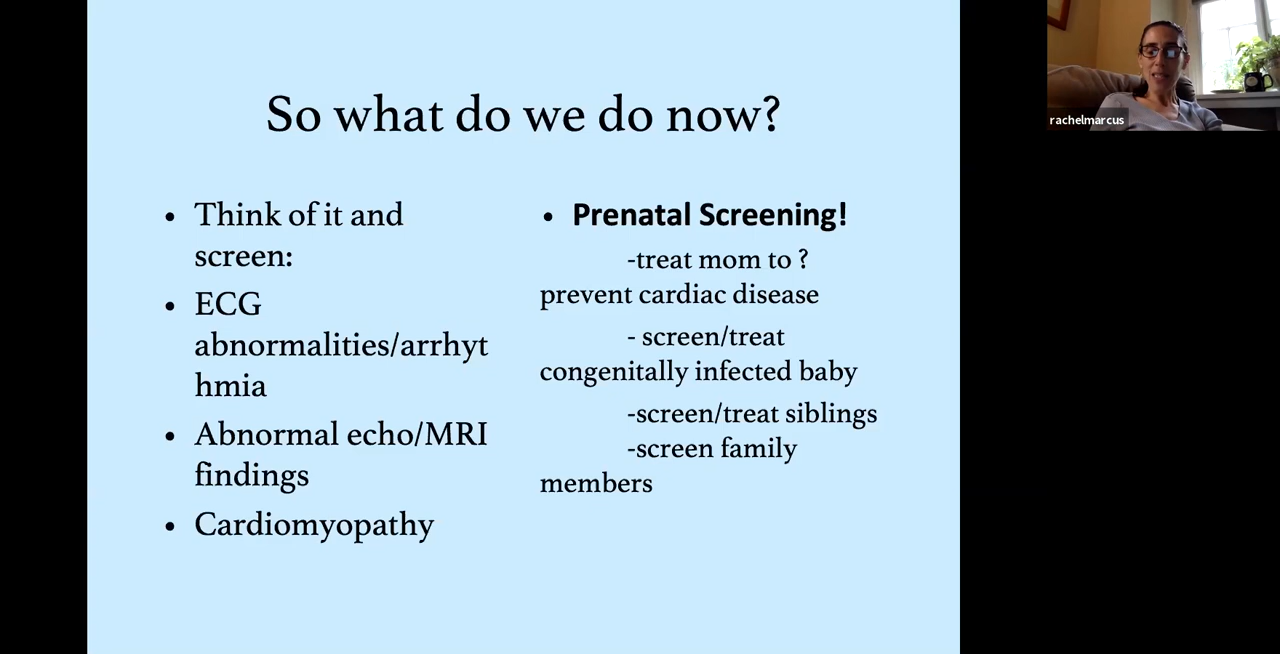 So what do we do now?
• Think of it and
screen:
• ECG
abnormalities/arrhyt
hmia
• Abnormal echo/MRI
findings
• Cardiomyopathy
• Prenatal Screening!
-treat mom to ?
prevent cardiac disease
- screen/treat
congenitally infected baby
-screen/treat siblings
-screen family
members
rachelmarcus